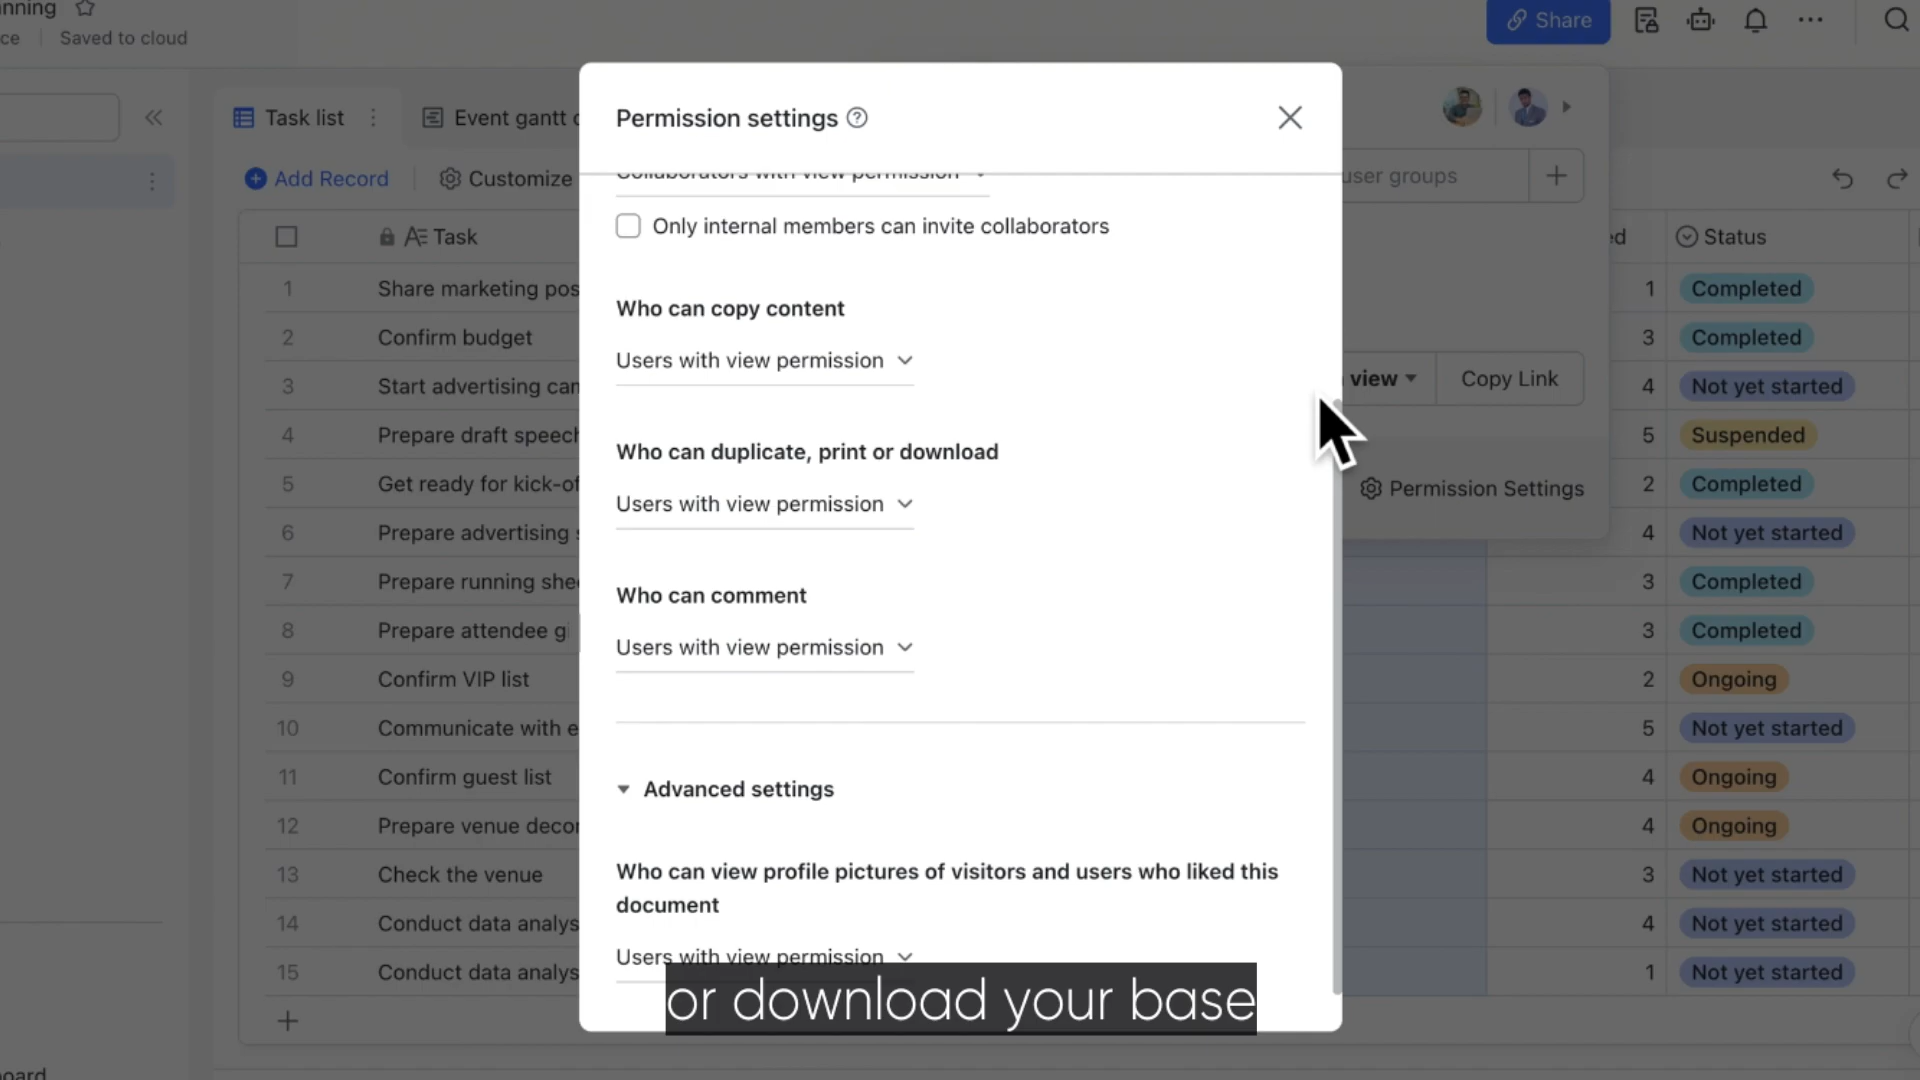 nning
ce
Saved to cloud
Share
Task list
Event gantt c
Add Record
Customize
Permission settings
Collaborators with view permission
Only internal members can invite collaborators
Who can copy content
Users with view permission
Who can duplicate, print or download
Users with view permission
Who can comment
Users with view permission
Advanced settings
Who can view profile pictures of visitors and users who liked this
document
Users with view permission
or download your base
user groups
view
Copy Link
Permission Settings
Task
ed
Status
1 Share marketing pos 1 Completed
2 Confirm budget 3 Completed
3 Start advertising can 4 Not yet started
4 Prepare draft speech 5 Suspended
5 Get ready for kick-of 2 Completed
6 Prepare advertising s 4 Not yet started
7 Prepare running shee 3 Completed
8 Prepare attendee gi 3 Completed
9 Confirm VIP list 2 Ongoing
10 Communicate with e 5 Not yet started
11 Confirm guest list 4 Ongoing
12 Prepare venue decor 4 Ongoing
13 Check the venue 3 Not yet started
14 Conduct data analys 4 Not yet started
15 Conduct data analys 1 Not yet started
oard